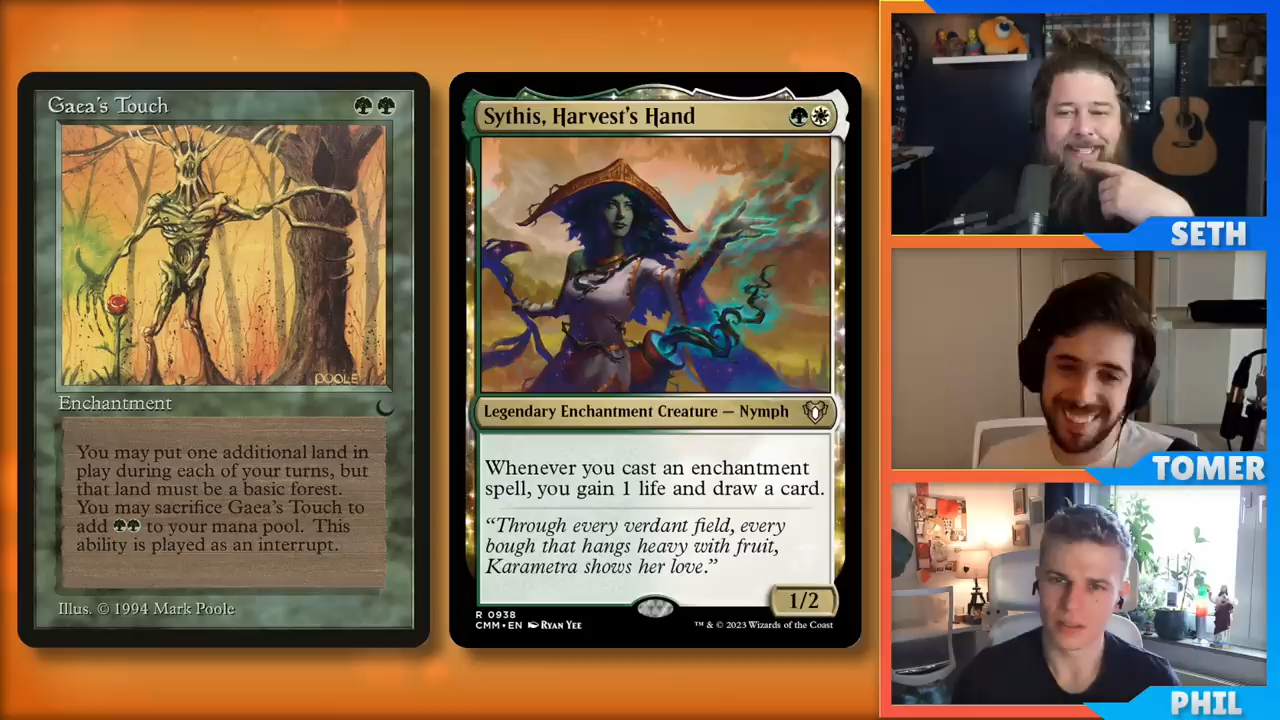 Gaea's Touch
Enchantment
You may put one additional land in
play during each of your turns, but
that land must be a basic forest.
You may sacrifice Gaea's Touch to
add to your mana pool. This
ability is played as an interrupt.
POOLE
Illus. © 1994 Mark Poole
Sythis, Harvest's Hand
Legendary Enchantment Creature — Nymph
Whenever you cast an enchantment
spell, you gain 1 life and draw a card.
“Through every verdant field, every
bough that hangs heavy with fruit,
Karametra shows her love.”
1/2
R 0938
CMM • EN Ryan Yee
™ & © 2023 Wizards of the Coast
SETH
TOMER
PHIL